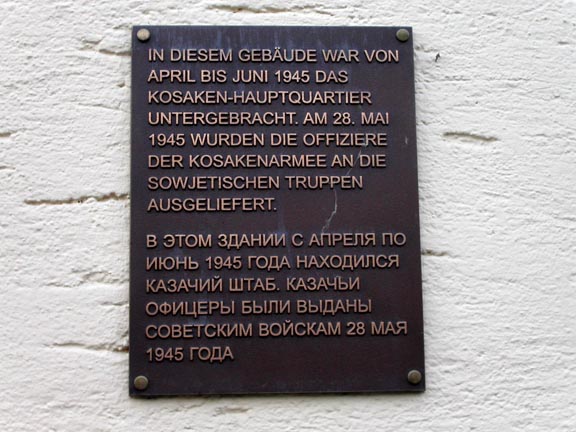 IN DIESEM GEBÄUDE WAR VON
APRIL BIS JUNI 1945 DAS
KOSAKEN-HAUPTQUARTIER
UNTERGEBRACHT. AM 28. MAI
1945 WURDEN DIE OFFIZIERE
DER KOSAKENARMEE AN DIE
SOWJETISCHEN TRUPPEN
AUSGELIEFERT.
В ЭТОМ ЗДАНИИ С АПРЕЛЯ ПО
ИЮНЬ 1945 ГОДА НАХОДИЛСЯ
КАЗАЧИЙ ШТАБ. КАЗАЧЬИ
ОФИЦЕРЫ БЫЛИ ВЫДАНЫ
СОВЕТСКИМ ВОЙСКАМ 28 МАЯ
1945 ГОДА